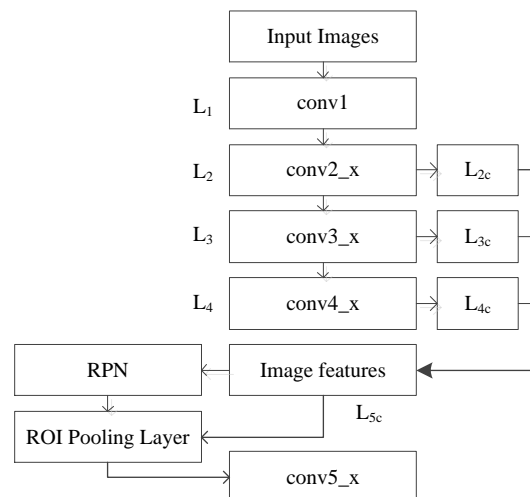 Input Images
L₁ conv1
L₂ conv2_x L₂c
L₃ conv3_x L₃c
L₄ conv4_x L₄c
RPN Image features
L₅c
ROI Pooling Layer
conv5_x